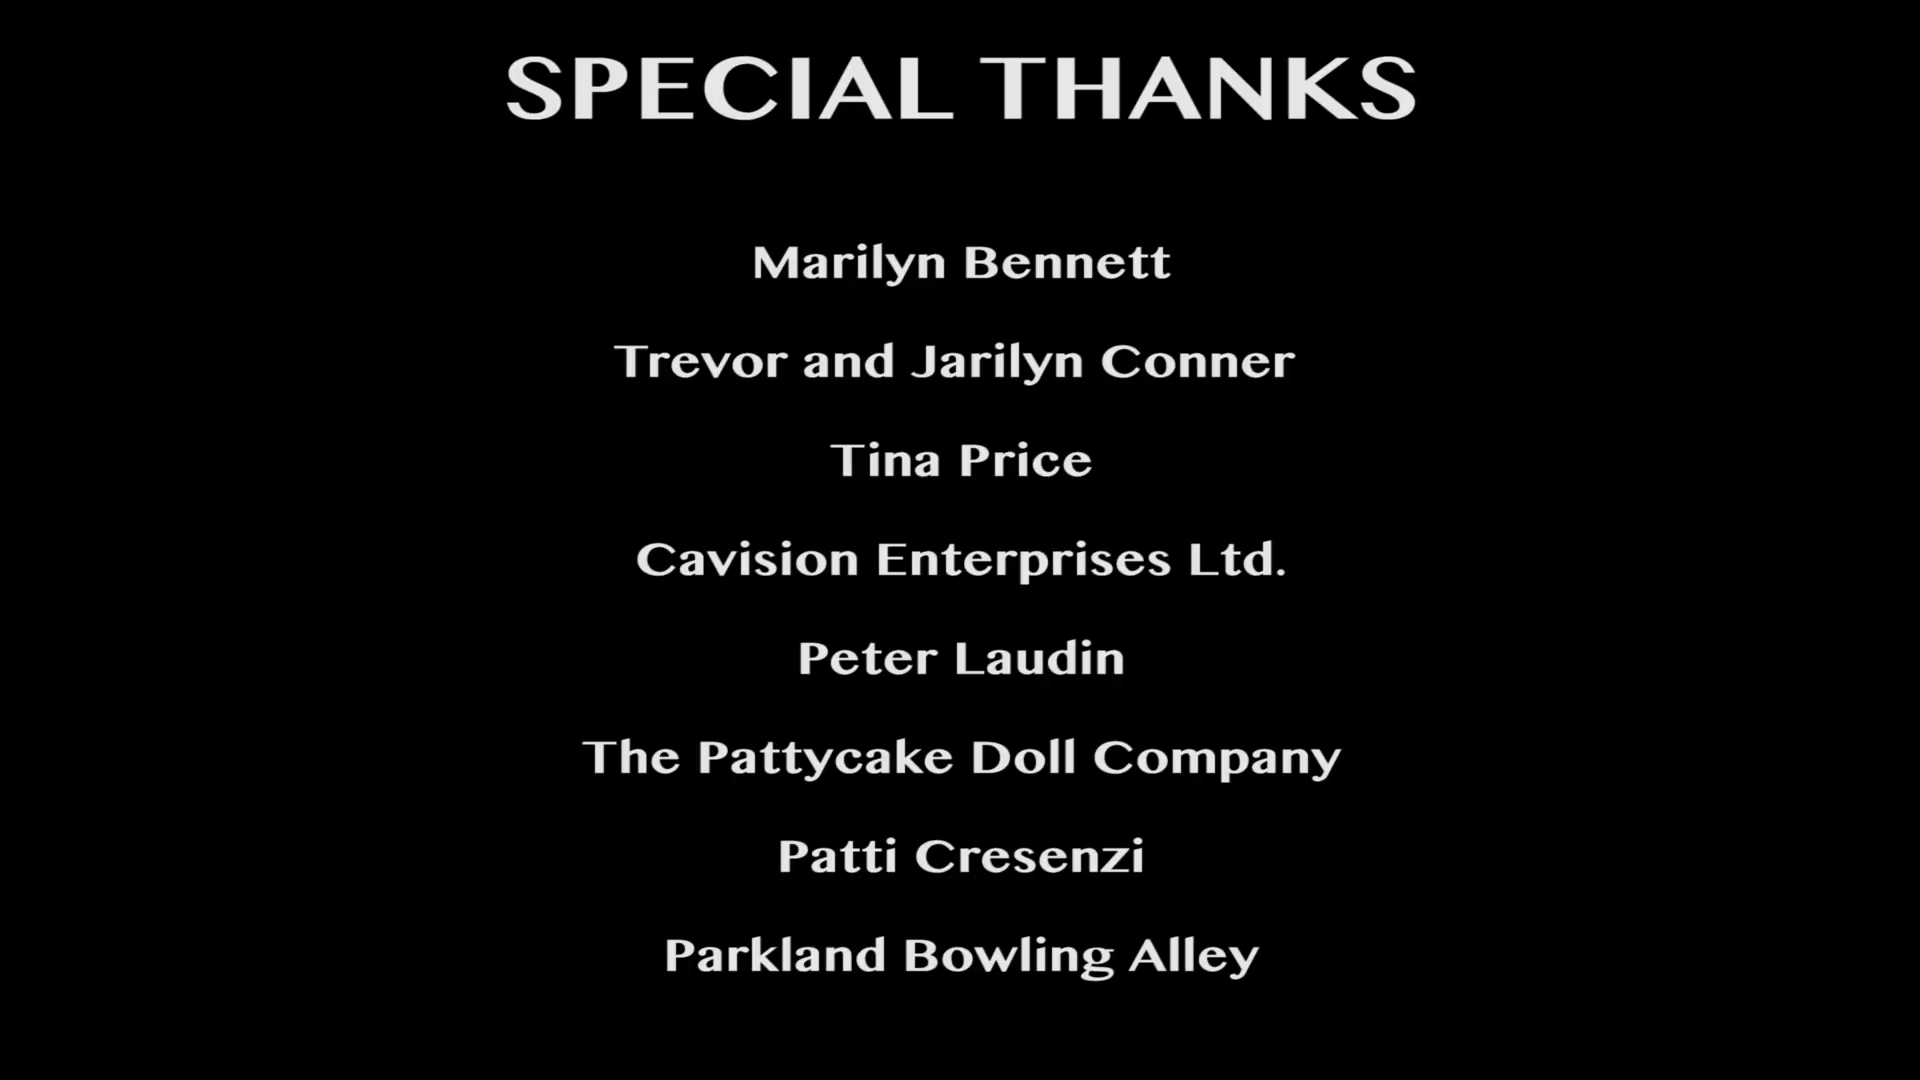 SPECIAL THANKS
Marilyn Bennett
Trevor and Jarilyn Conner
Tina Price
Cavision Enterprises Ltd.
Peter Laudin
The Pattycake Doll Company
Patti Cresenzi
Parkland Bowling Alley